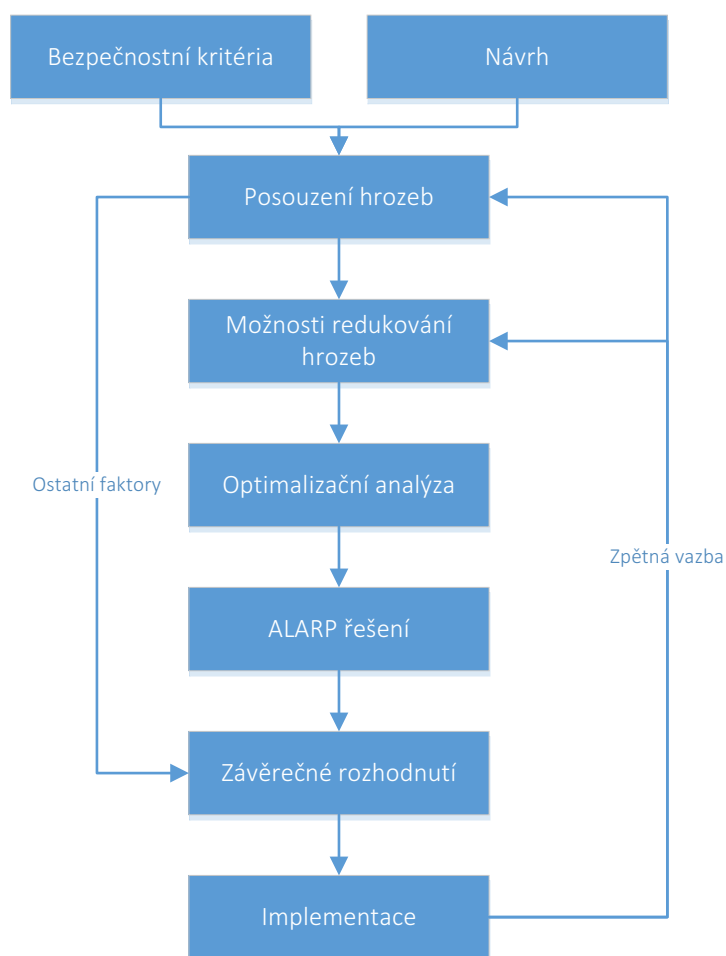 Bezpečnostní kritéria
Návrh
Posouzení hrozeb
Možnosti redukování
hrozeb
Optimalizační analýza
Ostatní faktory
Zpětná vazba
ALARP řešení
Závěrečné rozhodnutí
Implementace